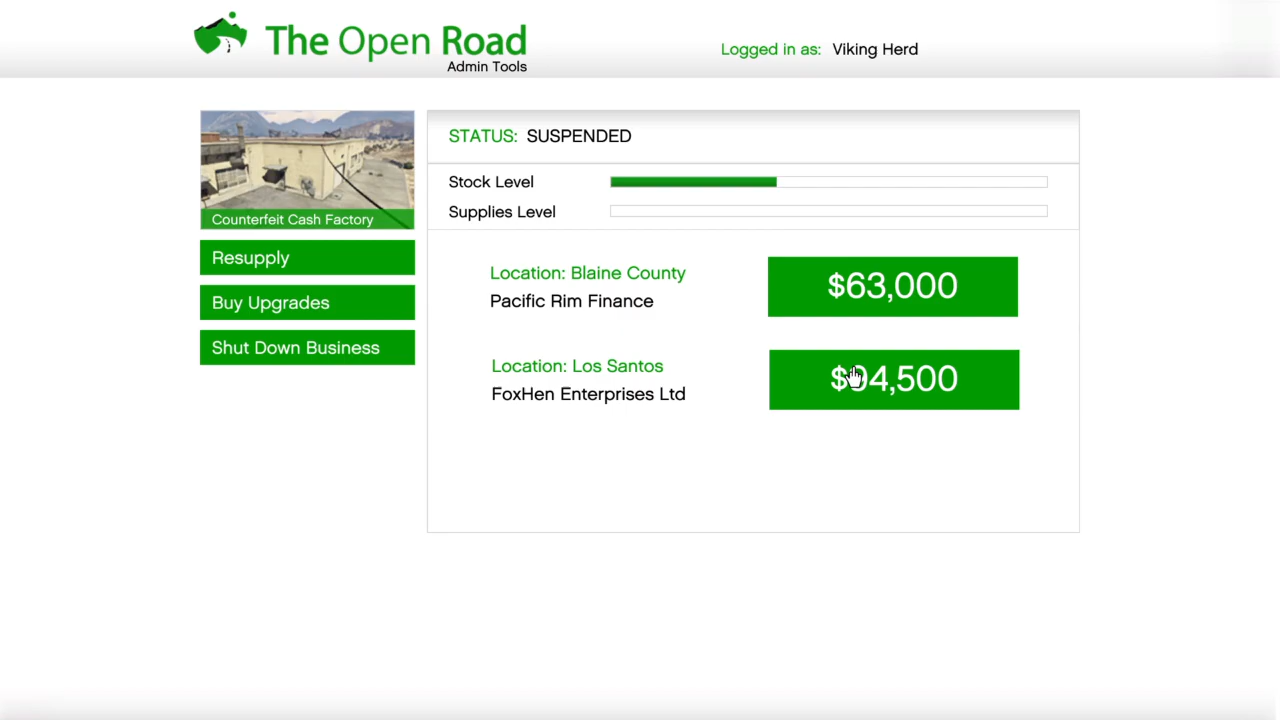 The Open Road
Admin Tools
Logged in as: Viking Herd
Counterfeit Cash Factory
Resupply
Buy Upgrades
Shut Down Business
STATUS: SUSPENDED
Stock Level
Supplies Level
Location: Blaine County
Pacific Rim Finance
$63,000
Location: Los Santos
FoxHen Enterprises Ltd
$94,500